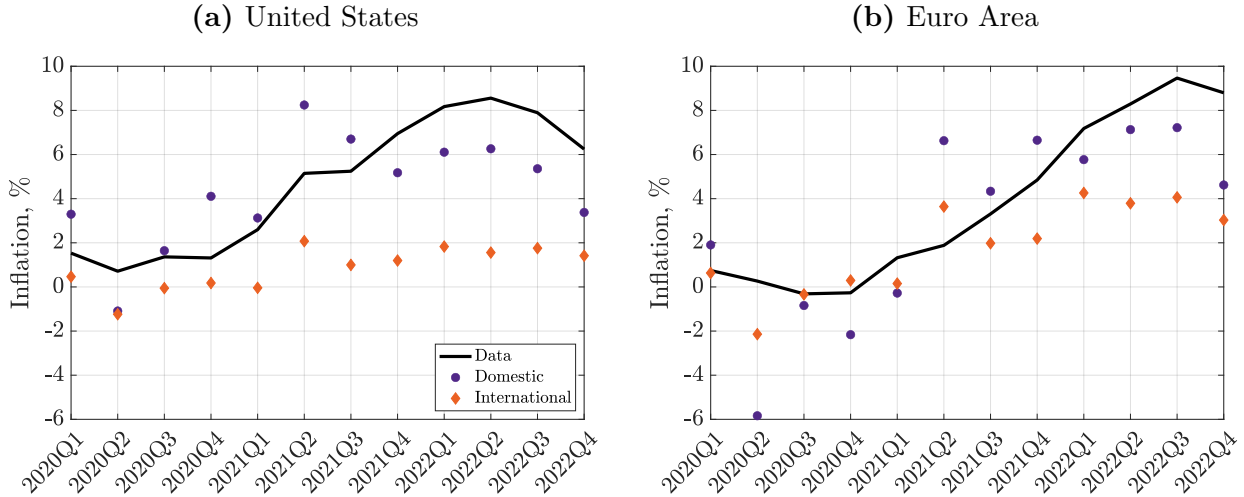 (a) United States
Inflation, %
10
8
6
4
2
0
-2
-4
-6
2020Q1
2020Q2
2020Q3
2020Q4
2021Q1
2021Q2
2021Q3
2021Q4
2022Q1
2022Q2
2022Q3
2022Q4
Data
Domestic
International
(b) Euro Area
Inflation, %
10
8
6
4
2
0
-2
-4
-6
2020Q1
2020Q2
2020Q3
2020Q4
2021Q1
2021Q2
2021Q3
2021Q4
2022Q1
2022Q2
2022Q3
2022Q4